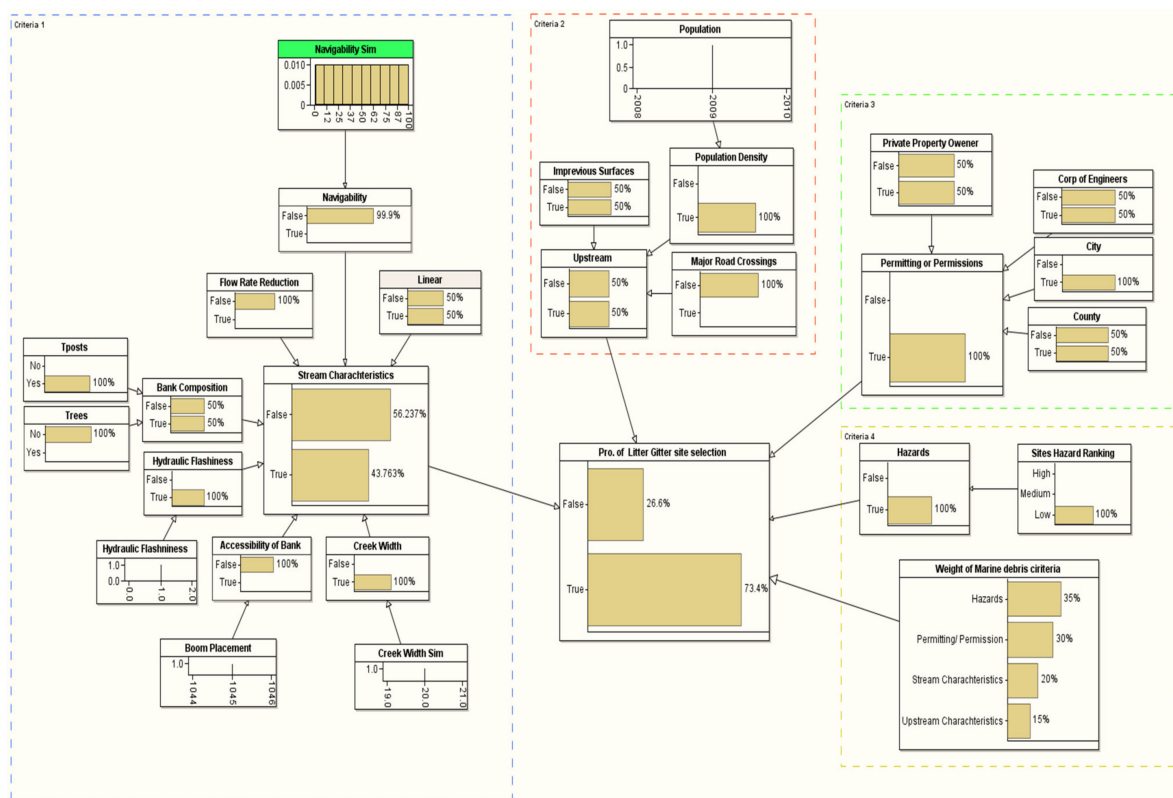 Criteria 1
Navigability Sim
0.010
0.005
0
0
12
25
37
50
62
75
87
100
Navigability
False
99.9%
True
Flow Rate Reduction
False
100%
True
Linear
False
50%
True
50%
Tposts
No
Yes
100%
Trees
No
100%
Yes
Bank Composition
False
50%
True
50%
Hydraulic Flashiness
False
True
100%
Stream Charachteristics
False
56.237%
True
43.763%
Hydraulic Flashniness
1.0
0.0
0.0
1.0
2.0
Accessibility of Bank
False
100%
True
Creek Width
False
True
100%
Boom Placement
1.0
1044
1045
1046
Creek Width Sim
1.0
19.0
20.0
21.0
Criteria 2
Population
1.0
0.5
0
2008
2009
2010
Imprevious Surfaces
False
50%
True
50%
Population Density
False
True
100%
Upstream
False
50%
True
50%
Major Road Crossings
False
100%
True
Pro. of Litter Gitter site selection
False
26.6%
True
73.4%
Criteria 3
Private Property Owener
False
50%
True
50%
Corp of Engineers
False
50%
True
50%
City
False
True
100%
County
False
50%
True
50%
Permitting or Permissions
False
True
100%
Criteria 4
Hazards
False
True
100%
Sites Hazard Ranking
High
Medium
Low
100%
Weight of Marine debris ciriteria
Hazards
35%
Permitting/ Permission
30%
Stream Charachteristics
20%
Upstream Charachteristics
15%